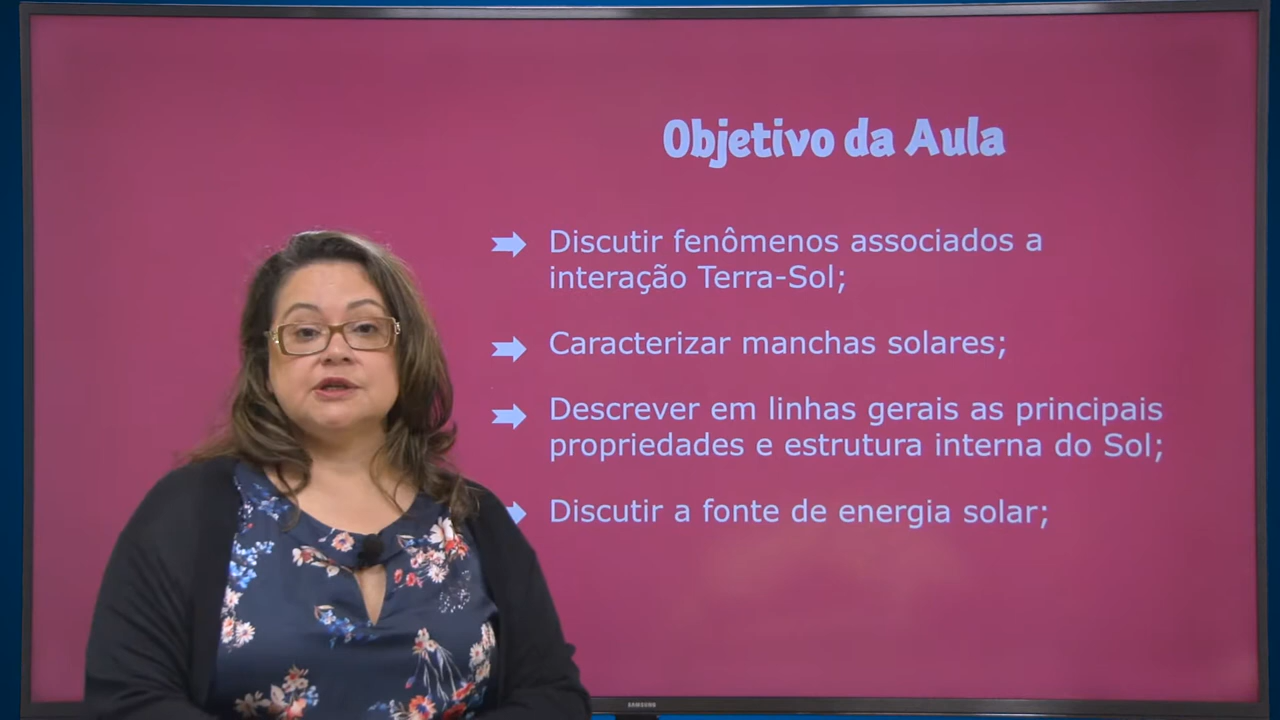 Objetivo da Aula
Discutir fenômenos associados a
interação Terra-Sol;
Caracterizar manchas solares;
Descrever em linhas gerais as principais
propriedades e estrutura interna do Sol;
Discutir a fonte de energia solar;
SAMSUNG